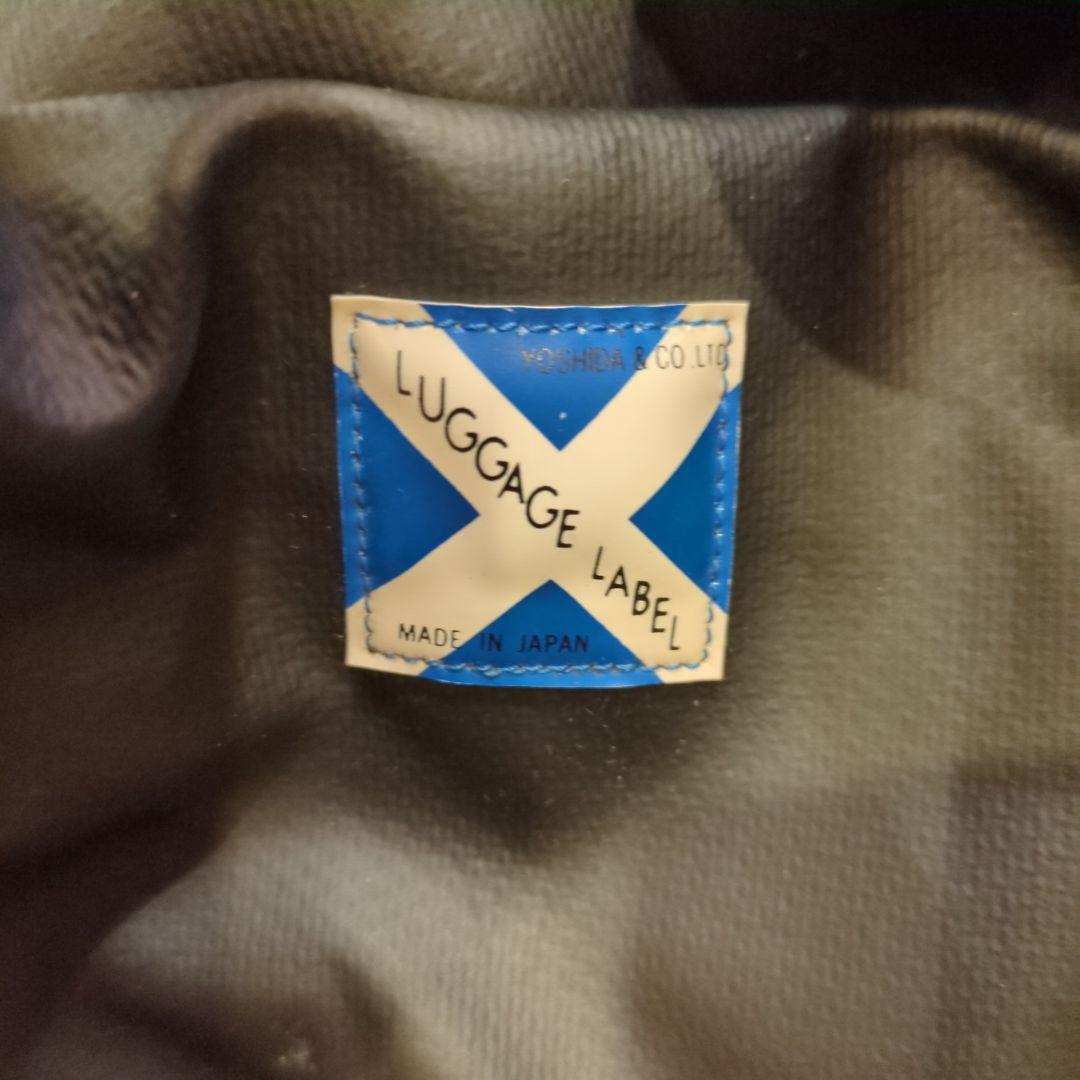 YOSHIDA & CO.LTD
LUGGAGE LABEL
MADE IN JAPAN